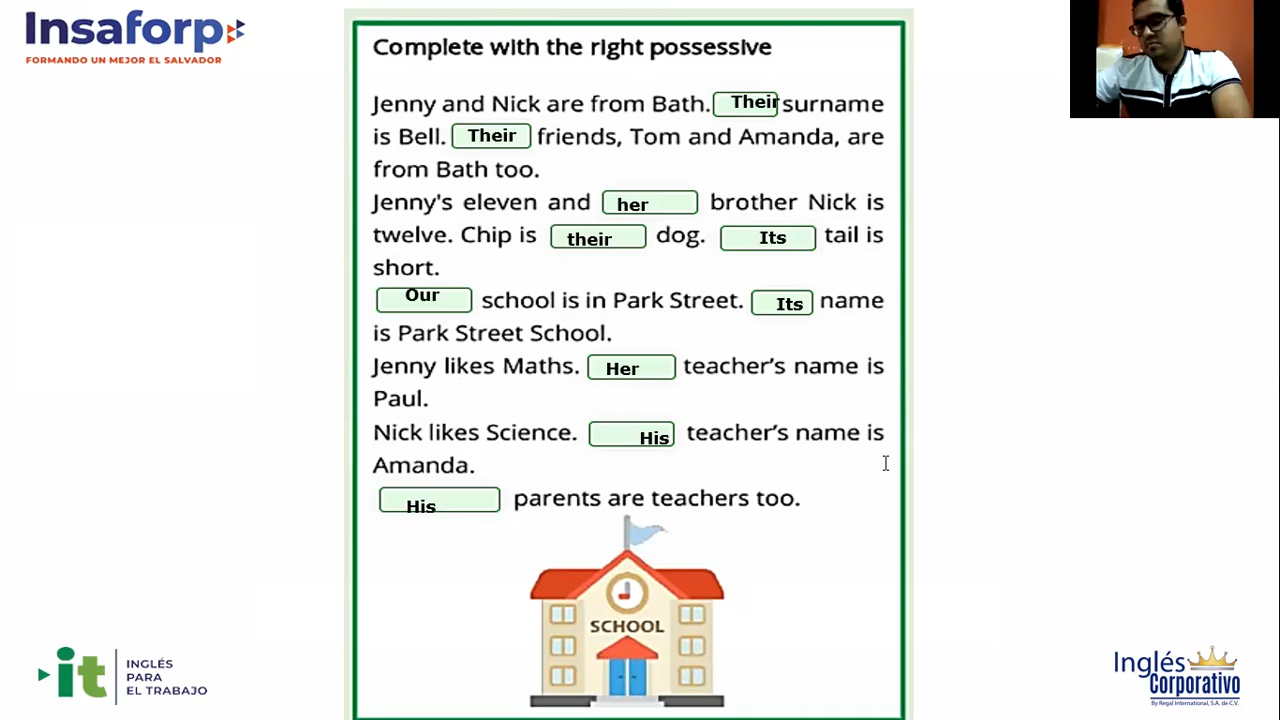 Insaforp
FORMANDO UN MEJOR EL SALVADOR
Complete with the right possessive
Jenny and Nick are from Bath. Their surname
is Bell. Their friends, Tom and Amanda, are
from Bath too.
Jenny's eleven and her brother Nick is
twelve. Chip is their dog. Its tail is
short.
Our school is in Park Street. Its name
is Park Street School.
Jenny likes Maths. Her teacher's name is
Paul.
Nick likes Science. His teacher's name is
Amanda.
His parents are teachers too.
SCHOOL
it
INGLÉS
PARA
EL TRABAJO
Inglés
Corporativo
By Regal International, S.A. de C.V.